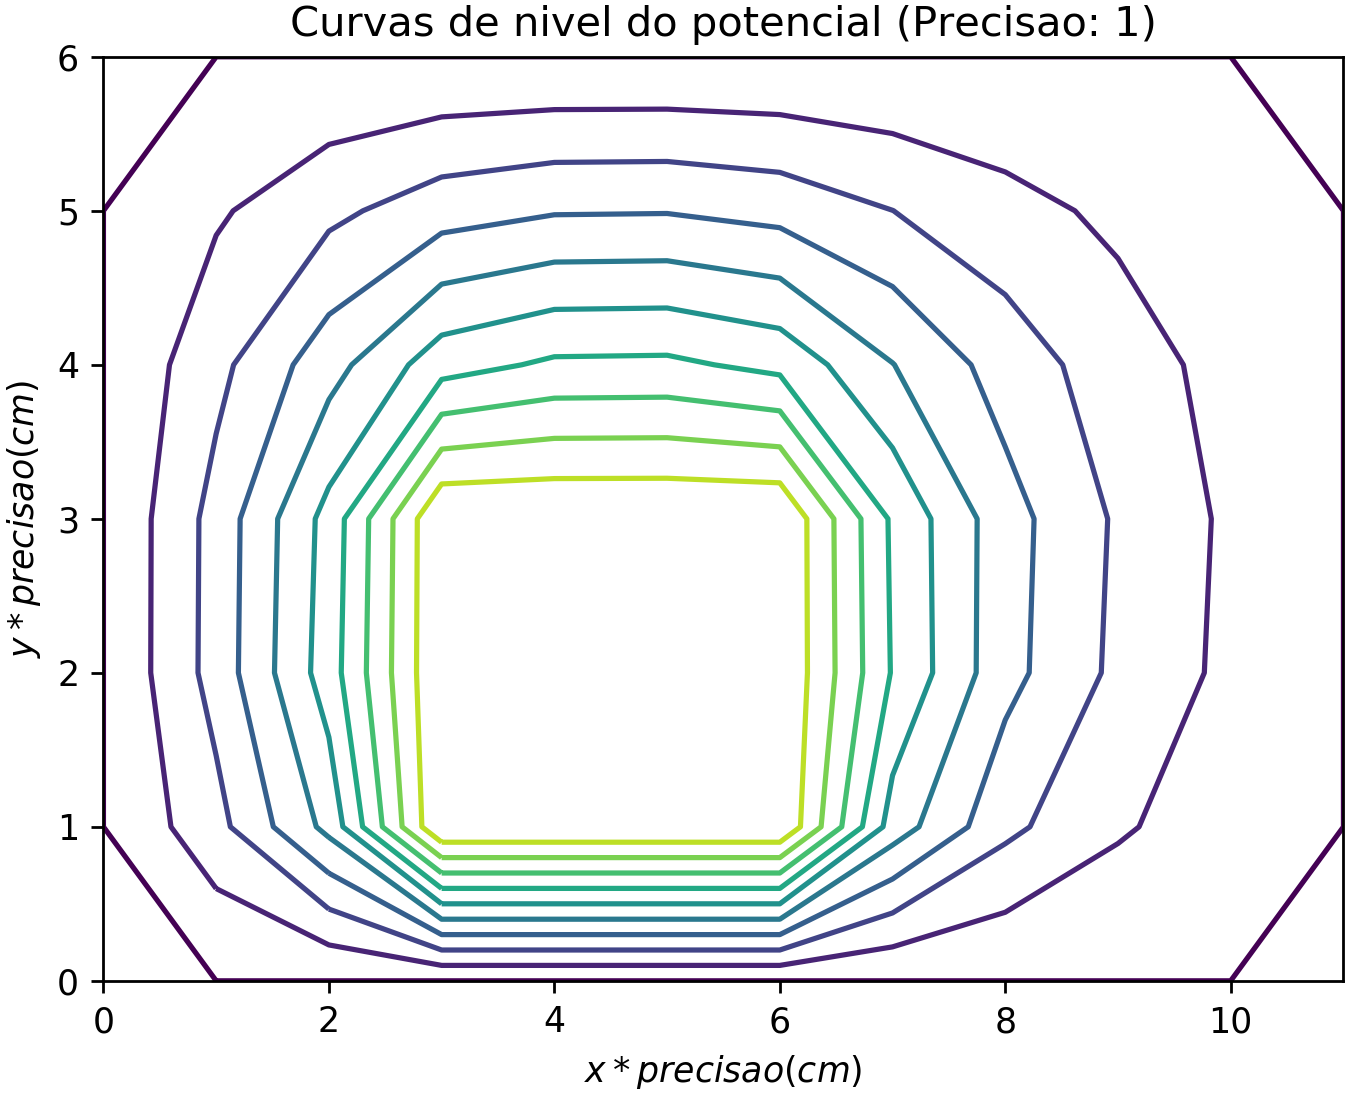 Curvas de nivel do potencial (Precisao: 1)
6
5
4
3
2
1
0
y * precisao(cm)
0 2 4 6 8 10
x * precisao(cm)